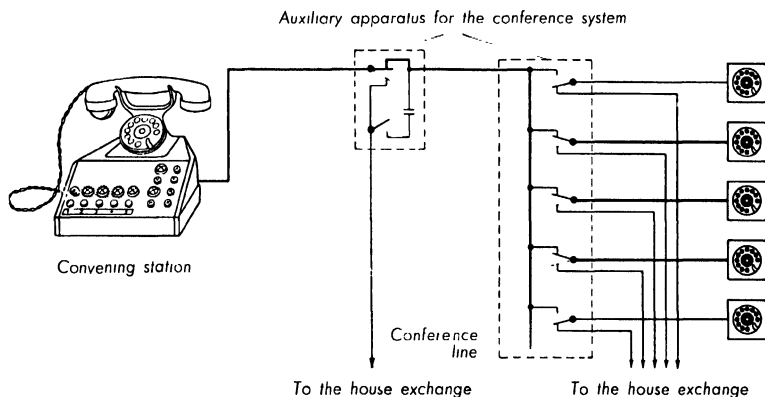 Auxiliary apparatus for the conference system
Convening station
Conference
line
To the house exchange
To the house exchange